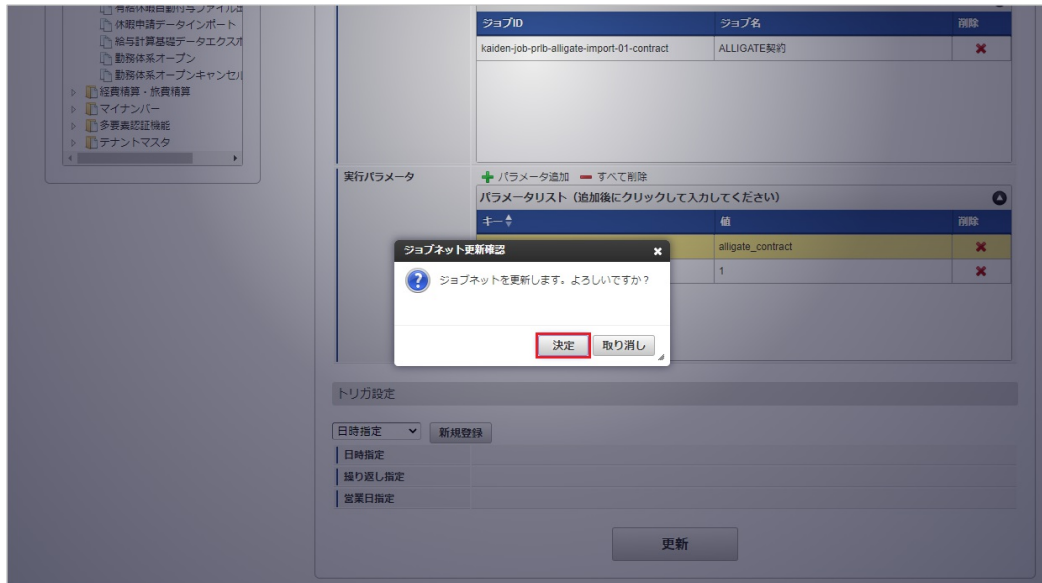 有給休暇自動付与ファイル出
休暇申請データインポート
給与計算基礎データエクスポ
勤務体系オープン
勤務体系オープンキャンセル
経費精算・旅費精算
マイナンバー
多要素認証機能
テナントマスタ
ジョブID ジョブ名 削除
kaiden-job-prlb-alligate-import-01-contract ALLIGATE契約
実行パラメータ
パラメータ追加 すべて削除
パラメータリスト（追加後にクリックして入力してください）
キー 値 削除
alligate_contract
1
ジョブネット更新確認
ジョブネットを更新します。よろしいですか？
決定 取り消し
トリガ設定
日時指定 新規登録
日時指定
繰り返し指定
営業日指定
更新